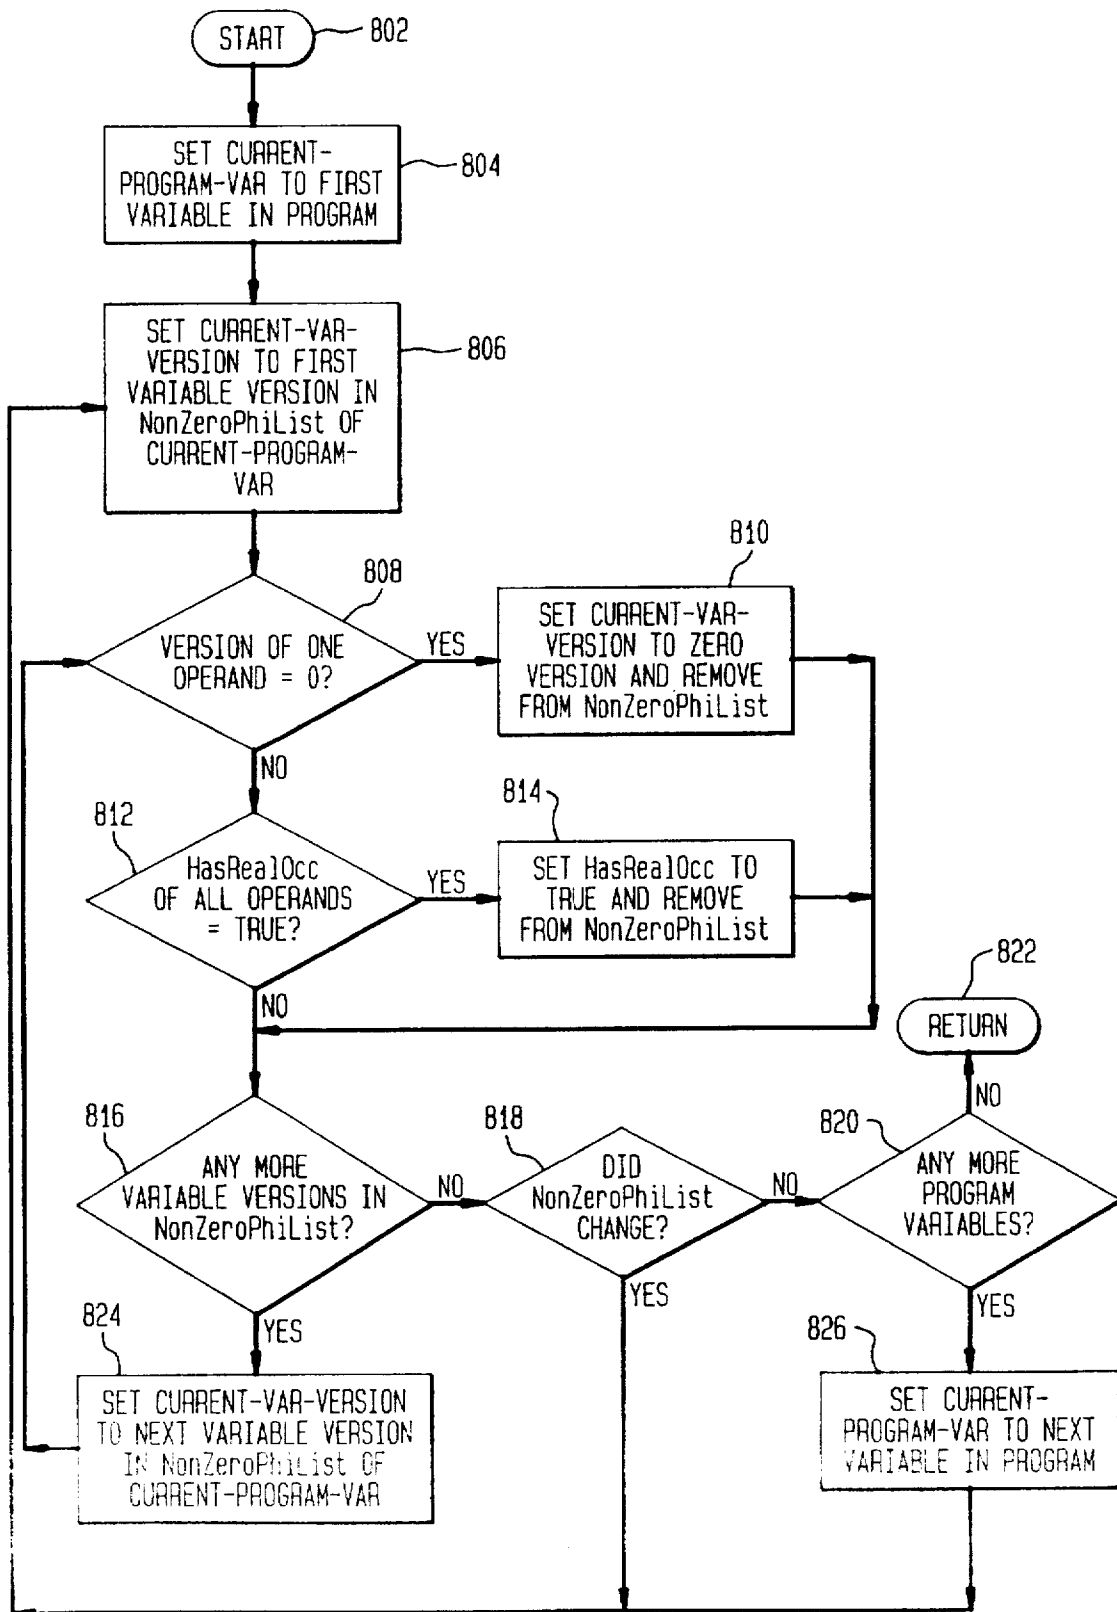 START
802
SET CURRENT-
PROGRAM-VAR TO FIRST
VARIABLE IN PROGRAM
804
SET CURRENT-VAR-
VERSION TO FIRST
VARIABLE VERSION IN
NonZeroPhiList OF
CURRENT-PROGRAM-
VAR
806
808
VERSION OF ONE
OPERAND = 0?
YES
NO
810
SET CURRENT-VAR-
VERSION TO ZERO
VERSION AND REMOVE
FROM NonZeroPhiList
812
HasRealOcc
OF ALL OPERANDS
= TRUE?
YES
NO
814
SET HasRealOcc TO
TRUE AND REMOVE
FROM NonZeroPhiList
822
RETURN
NO
816
ANY MORE
VARIABLE VERSIONS IN
NonZeroPhiList?
NO
YES
818
DID
NonZeroPhiList
CHANGE?
NO
YES
820
ANY MORE
PROGRAM
VARIABLES?
YES
824
SET CURRENT-VAR-VERSION
TO NEXT VARIABLE VERSION
IN NonZeroPhiList OF
CURRENT-PROGRAM-VAR
826
SET CURRENT-
PROGRAM-VAR TO NEXT
VARIABLE IN PROGRAM